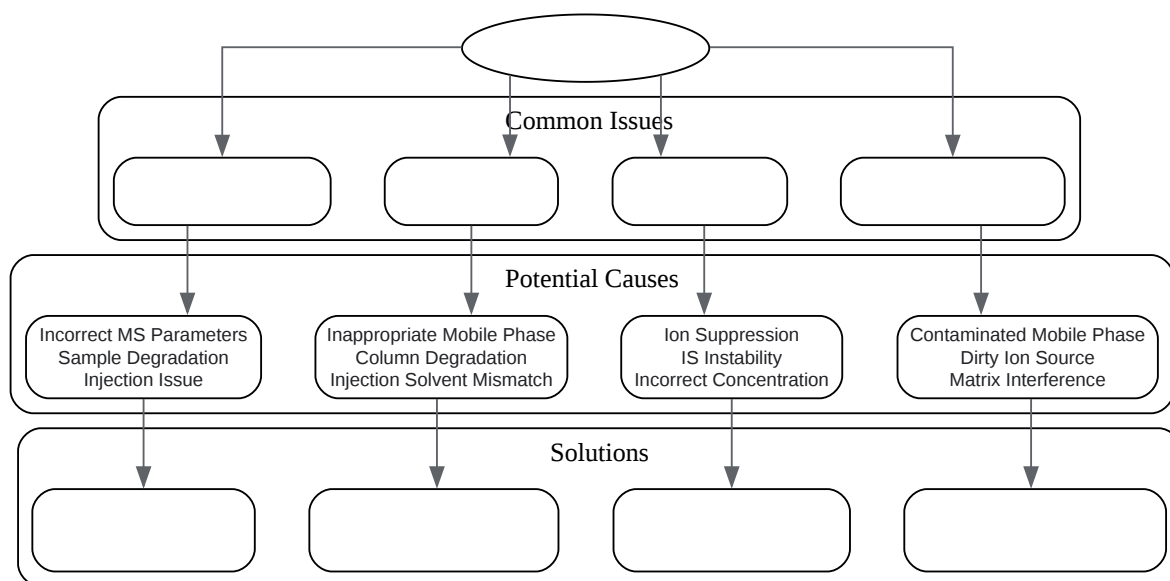 Common Issues
Potential Causes
Incorrect MS Parameters
Sample Degradation
Injection Issue
Inappropriate Mobile Phase
Column Degradation
Injection Solvent Mismatch
Ion Suppression
IS Instability
Incorrect Concentration
Contaminated Mobile Phase
Dirty Ion Source
Matrix Interference
Solutions